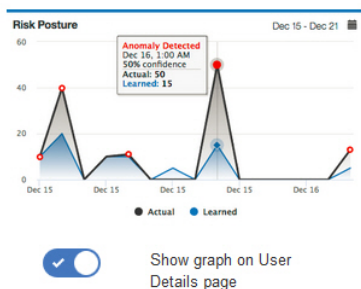 Risk Posture
Dec 15 - Dec 21
60
Anomaly Detected
Dec 16, 1:00 AM
50% confidence
Actual: 50
Learned: 15
40
20
0
Dec 15 Dec 15 Dec 15 Dec 15 Dec 16
Actual Learned
Show graph on User
Details page